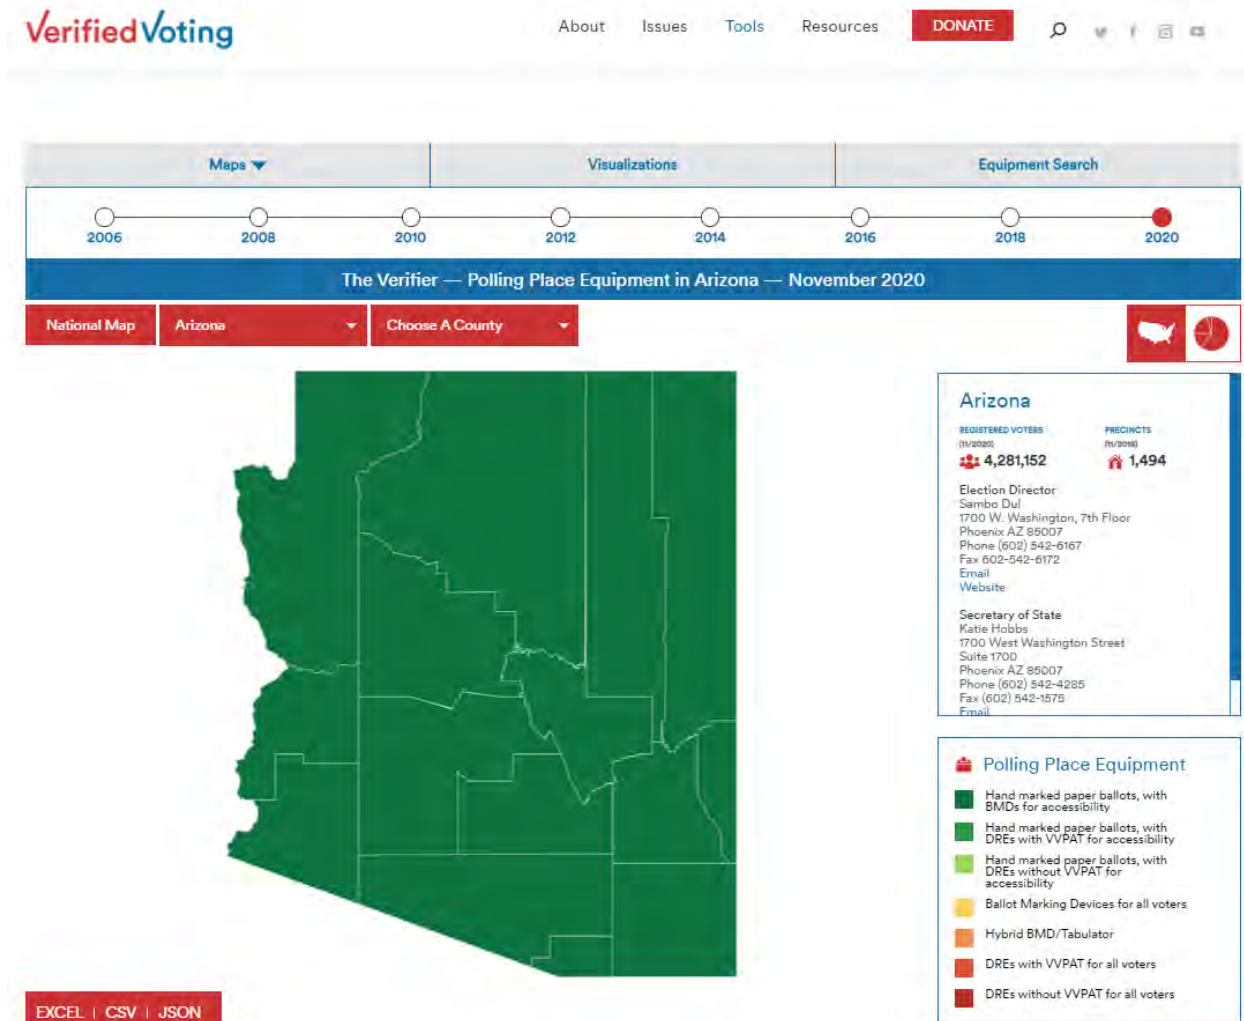 VerifiedVoting
About Issues Tools Resources DONATE
Maps Visualizations Equipment Search
2006 2008 2010 2012 2014 2016 2018 2020
The Verifier — Polling Place Equipment in Arizona — November 2020
National Map Arizona Choose A County
Arizona
REGISTERED VOTERS PRECINCTS
(11/2020) (11/2018)
4,281,152 1,494
Election Director
Sambo Dul
1700 W. Washington, 7th Floor
Phoenix AZ 85007
Phone (602) 542-6167
Fax 602-542-6172
Email
Website
Secretary of State
Katie Hobbs
1700 West Washington Street
Suite 1700
Phoenix AZ 85007
Phone (602) 542-4285
Fax (602) 542-1575
Email
Polling Place Equipment
Hand marked paper ballots, with
BMDs for accessibility
Hand marked paper ballots, with
DREs with VVPAT for accessibility
Hand marked paper ballots, with
DREs without VVPAT for
accessibility
Ballot Marking Devices for all voters
Hybrid BMD/Tabulator
DREs with VVPAT for all voters
DREs without VVPAT for all voters
EXCEL | CSV | JSON